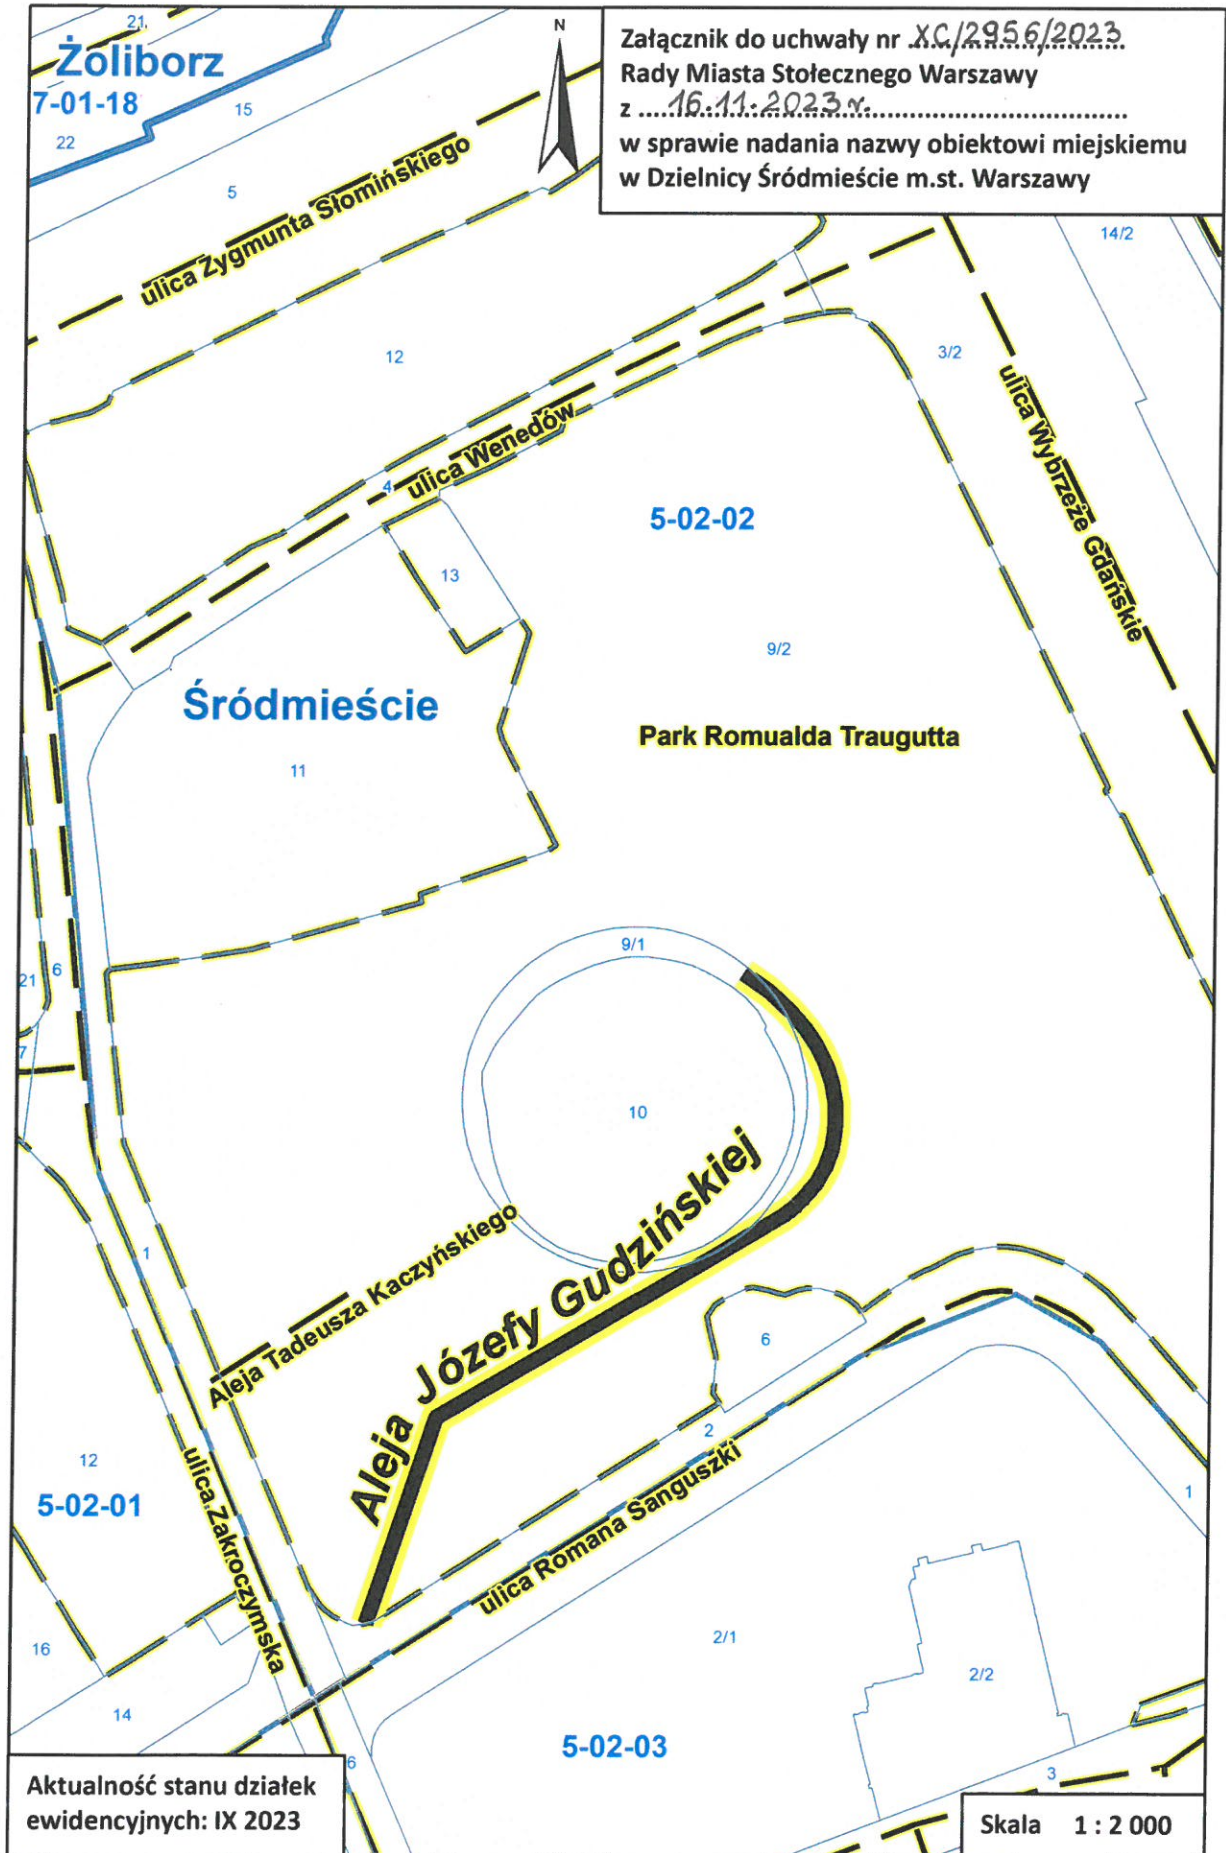 21
Żoliborz
7-01-18
15
22
5
N
Załącznik do uchwały nr XC/2956/2023
Rady Miasta Stołecznego Warszawy
z 16.11.2023 r.
w sprawie nadania nazwy obiektowi miejskiemu
w Dzielnicy Śródmieście m.st. Warszawy
ulica Zygmunta Słomińskiego
14/2
12
3/2
ulica Wybrzeże Gdańskie
ulica Wenedów
4
5-02-02
13
9/2
Śródmieście
Park Romualda Traugutta
11
9/1
6
21
7
10
Aleja Józefy Gudzińskiej
Aleja Tadeusza Kaczyńskiego
1
6
2
12
5-02-01
ulica Zakroczymska
ulica Romana Sanguszki
1
16
2/1
2/2
14
5-02-03
6
3
Aktualność stanu działek
ewidencyjnych: IX 2023
Skala 1 : 2 000